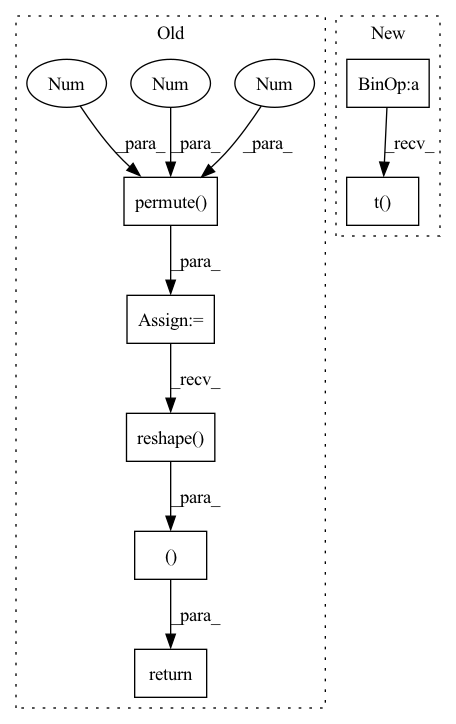 Old
New
Num
Num
Num
BinOp:a
_para_
_para_
_para_
_recv_
permute()
t()
_para_
Assign:=
_recv_
reshape()
_para_
()
_para_
return